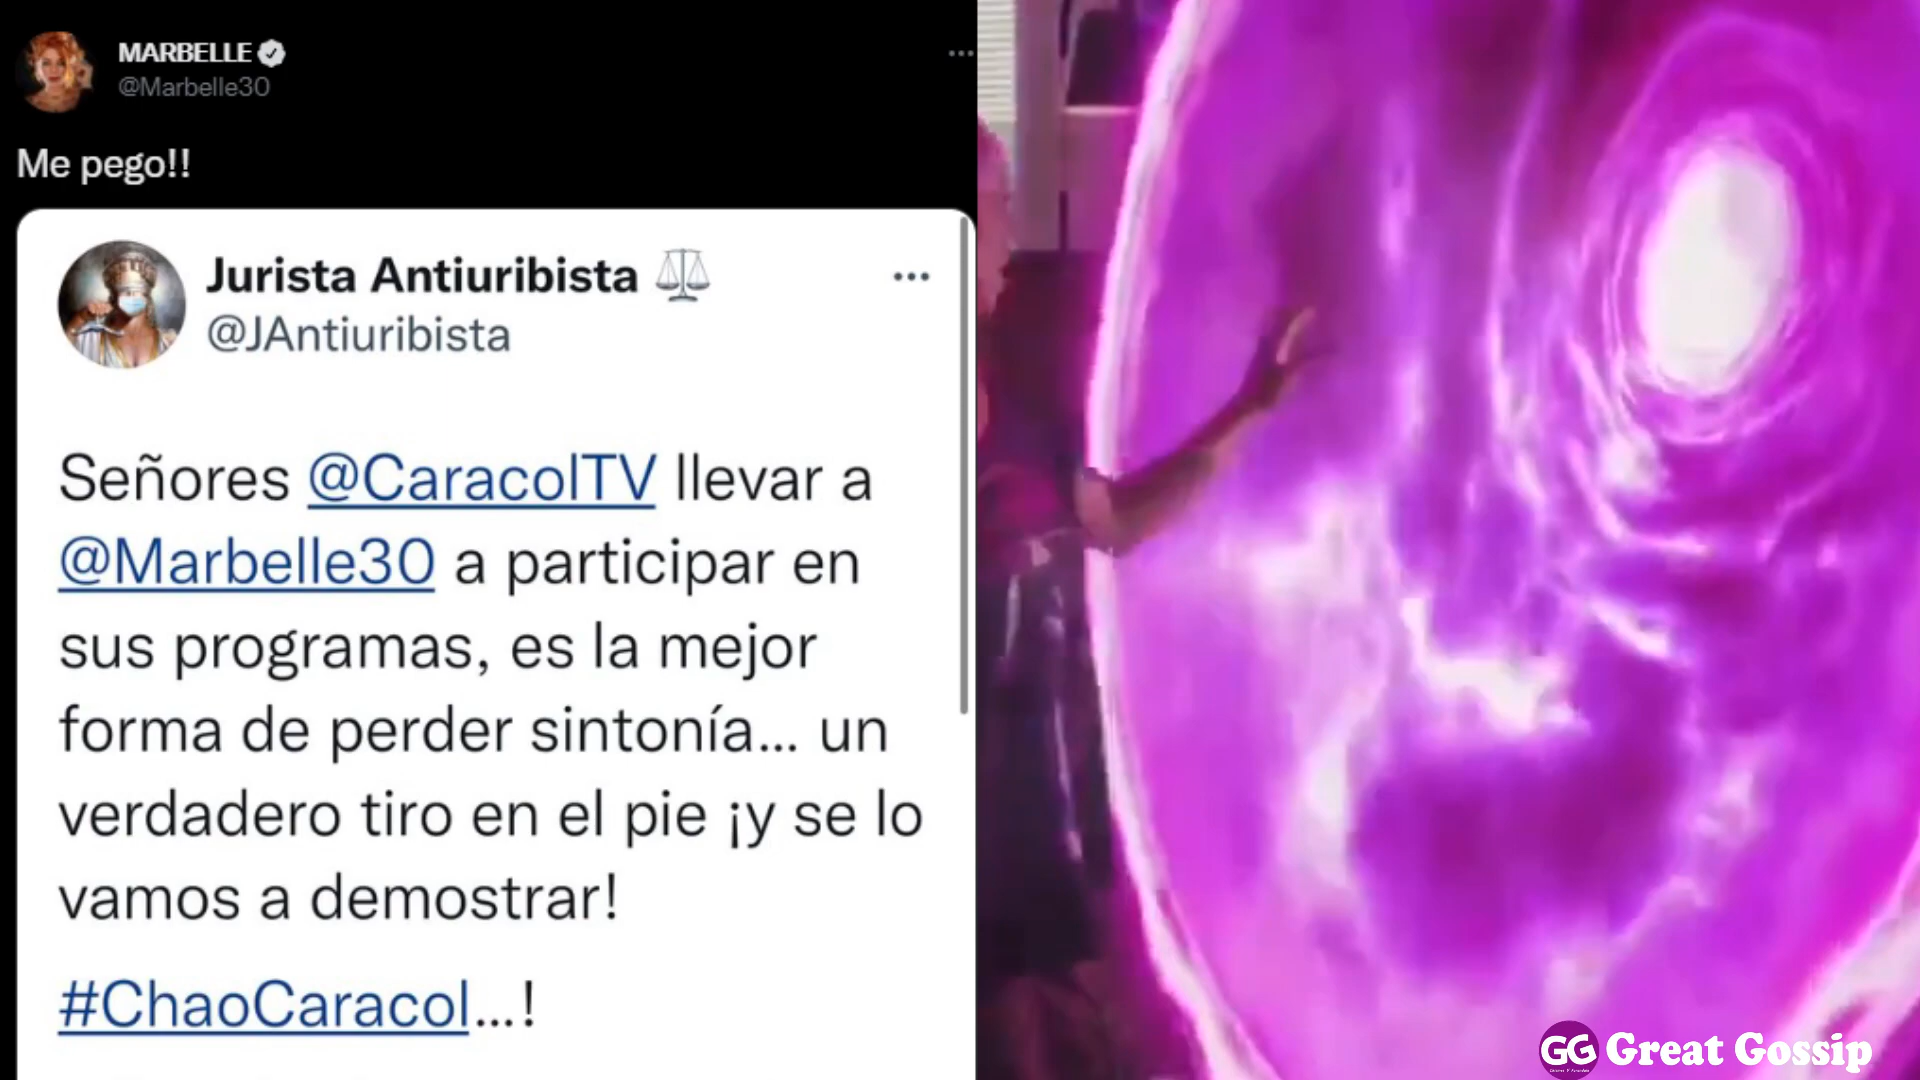 MARBELLE
@Marbelle30
Me pego!!
Jurista Antiuribista
@JAntiuribista
Señores @CaracolTV llevar a
@Marbelle30 a participar en
sus programas, es la mejor
forma de perder sintonía... un
verdadero tiro en el pie ¡y se lo
vamos a demostrar!
#ChaoCaracol...!
GG Great Gossip